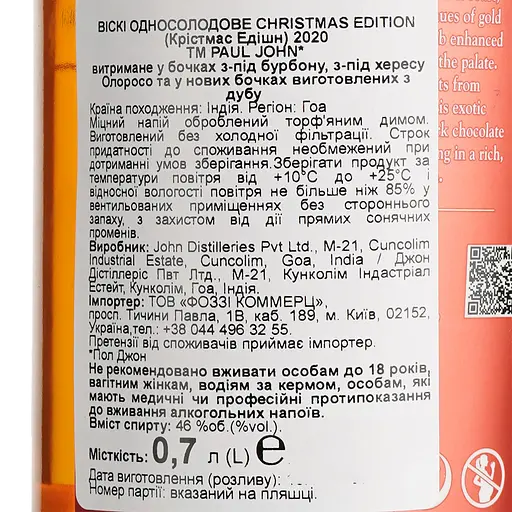 ВІСКІ ОДНОСОЛОДОВЕ CHRISTMAS EDITION
(Крістмас Едішн) 2020
ТМ PAUL JOHN*
витримане у бочках з-під бурбону, з-під хересу
Олоросо та у нових бочках виготовлених з
дубу
Країна походження: Індія. Регіон: Гоа
Міцний напій оброблений торф'яним димом.
Виготовлений без холодної фільтрації. Строк
придатності до споживання необмежений при
дотриманні умов зберігання.Зберігати продукт за
температури повітря від +10°C до +25°C і
відносної вологості повітря не більше ніж 85% у
вентильованих приміщеннях без стороннього
запаху, з захистом від дії прямих сонячних
променів.
Виробник: John Distilleries Pvt Ltd., M-21, Cuncolim
Industrial Estate, Cuncolim, Goa, India / Джон
Дістіллеріс Пвт Лтд., М-21, Кунколім Індастріал
Естейт, Кунколім, Гоа, Індія.
Імпортер: ТОВ «ФОЗЗІ КОММЕРЦ»,
просп. Тичини Павла, 1В, каб. 189, м. Київ, 02152,
Україна,тел.: +38 044 496 32 55.
Претензії від споживачів приймає імпортер.
*Пол Джон
Не рекомендовано вживати особам до 18 років,
вагітним жінкам, водіям за кермом, особам, які
мають медичні чи професійні протипоказання
до вживання алкогольних напоїв.
Вміст спирту: 46 %об.(%vol.).
Місткість: 0,7 л (L) e
Дата виготовлення (розливу):
Номер партії: вказаний на пляшці.
ues of gold
enhanced
the palate.
ts from
is exotic
k chocolate
ng in a rich,